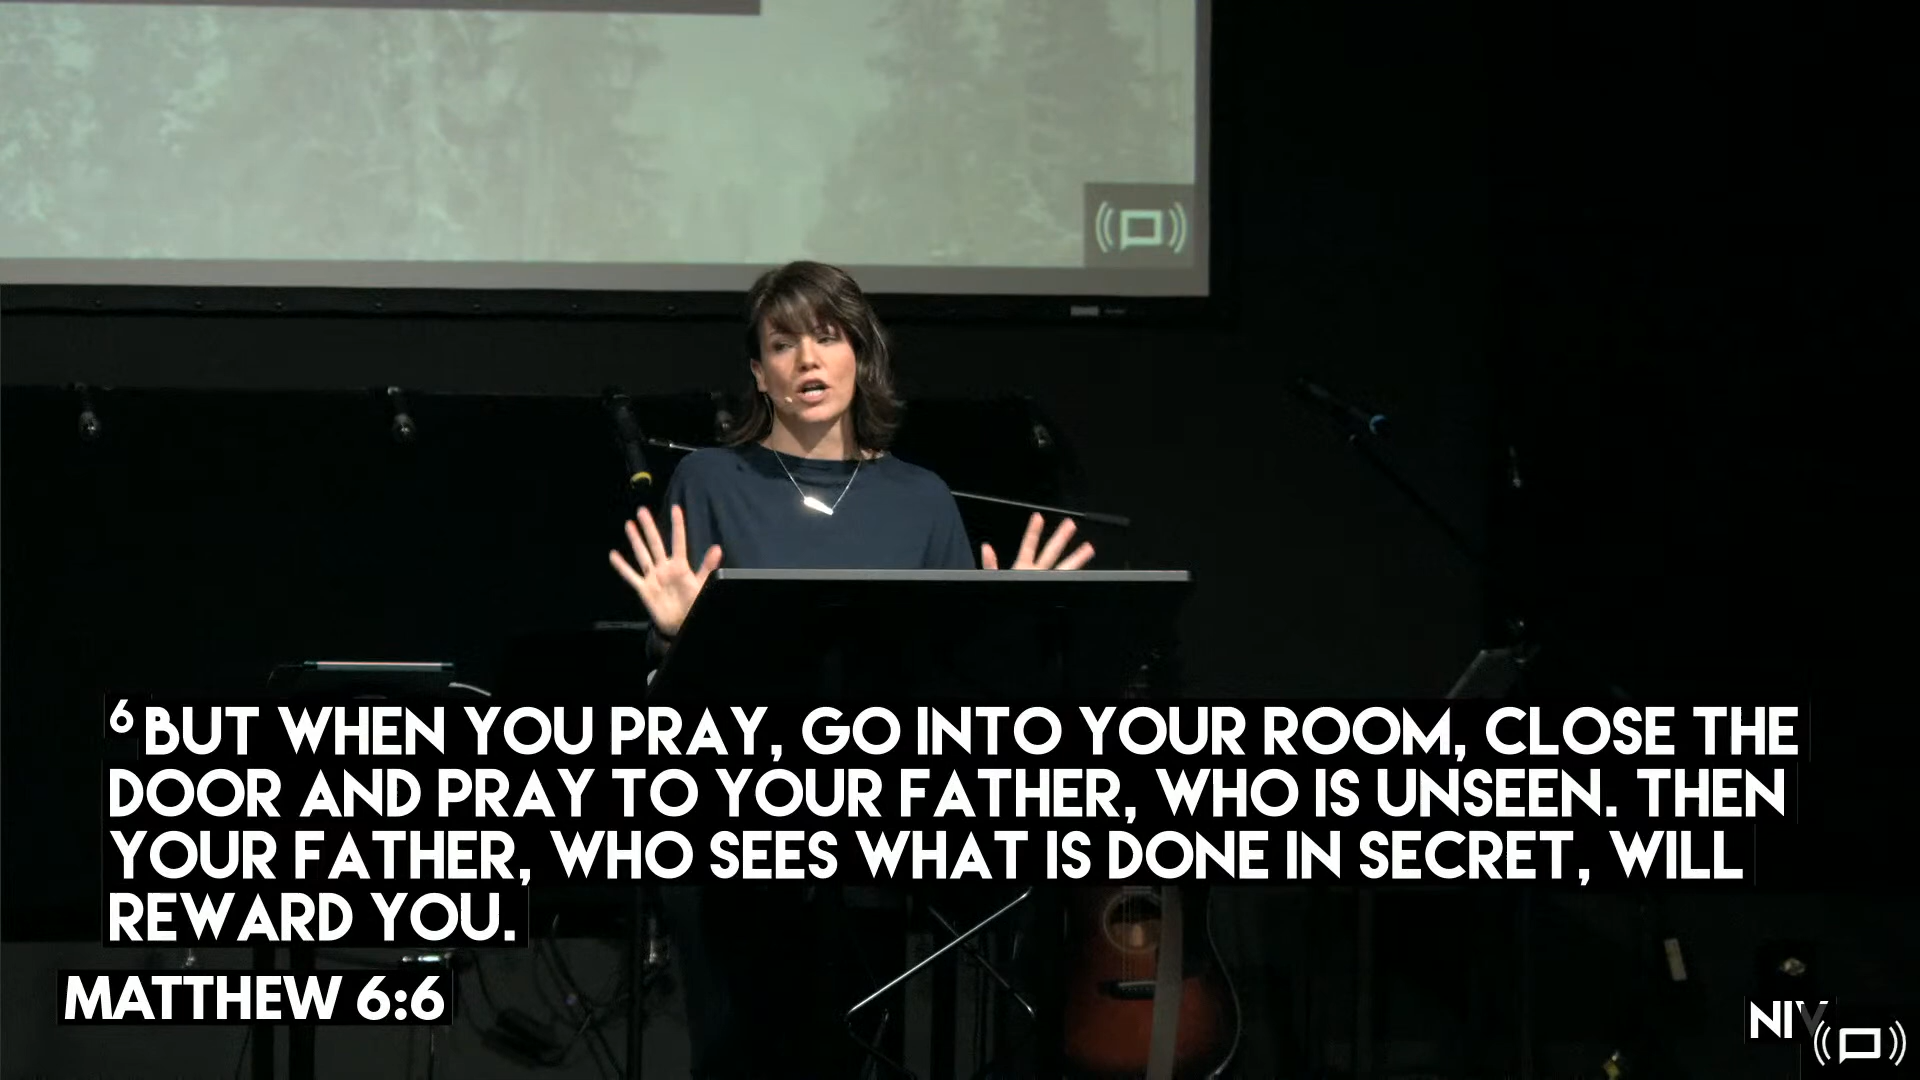 6 BUT WHEN YOU PRAY, GO INTO YOUR ROOM, CLOSE THE
DOOR AND PRAY TO YOUR FATHER, WHO IS UNSEEN. THEN
YOUR FATHER, WHO SEES WHAT IS DONE IN SECRET, WILL
REWARD YOU.
MATTHEW 6:6
NIV